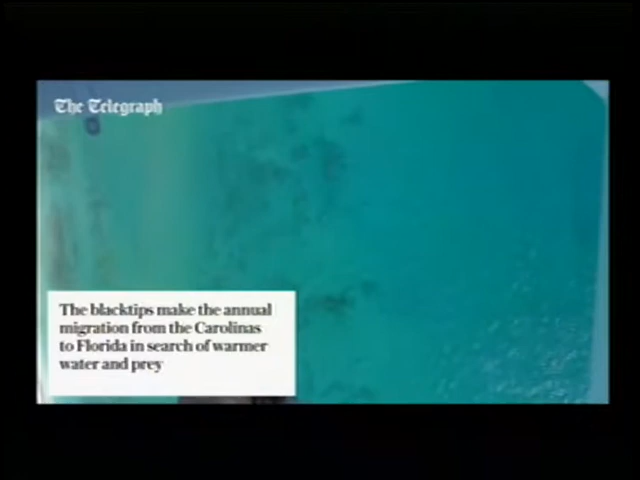 The Telegraph
The blacktips make the annual
migration from the Carolinas
to Florida in search of warmer
water and prey